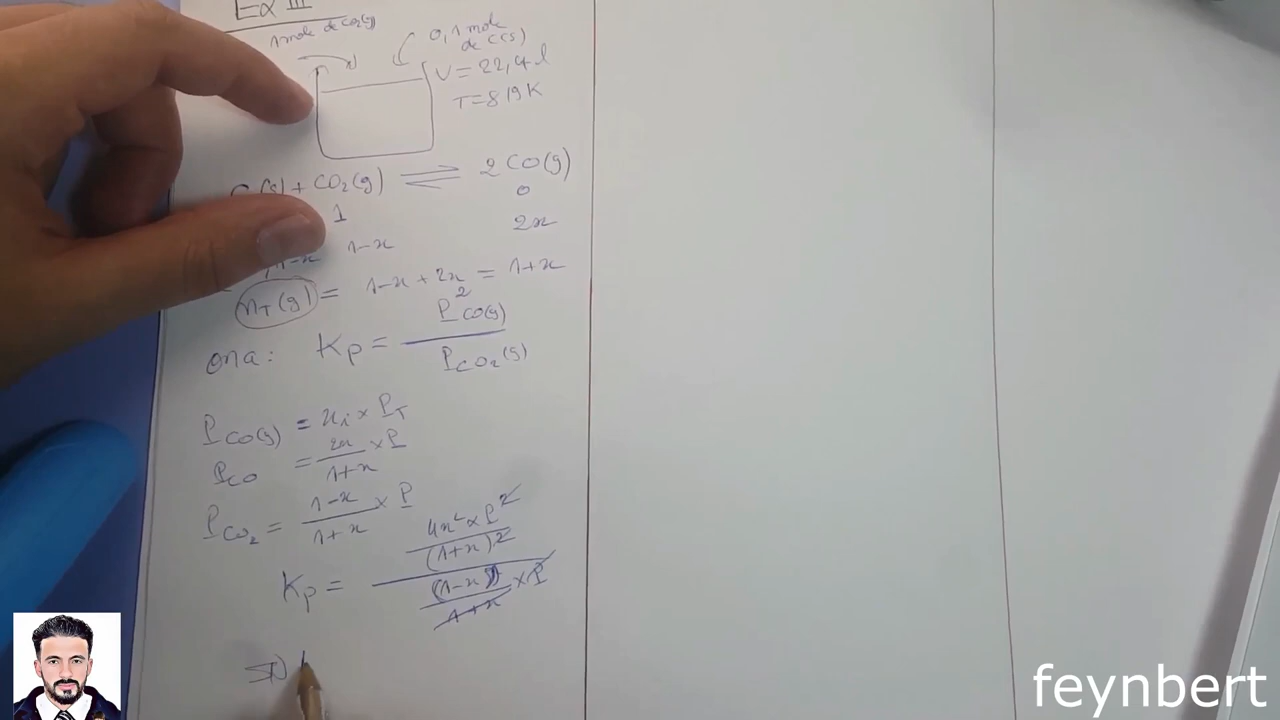 Ex III
1 mole de CO2(g)
0,1 mole
de C(s)
V = 22,4 l
T = 819 K
C(s) + CO2(g) ⇌ 2 CO(g)
1 0
1-x 1-x 2x
nT(g) = 1-x + 2x = 1+x
on a : Kp = P²CO(g) / PCO2(g)
PCO(g) = xi × PT
PCO = 2x / 1+x × P
PCO2 = 1-x / 1+x × P
Kp = 4x² × P² / (1+x)² / (1-x) / 1+x × P
feynbert